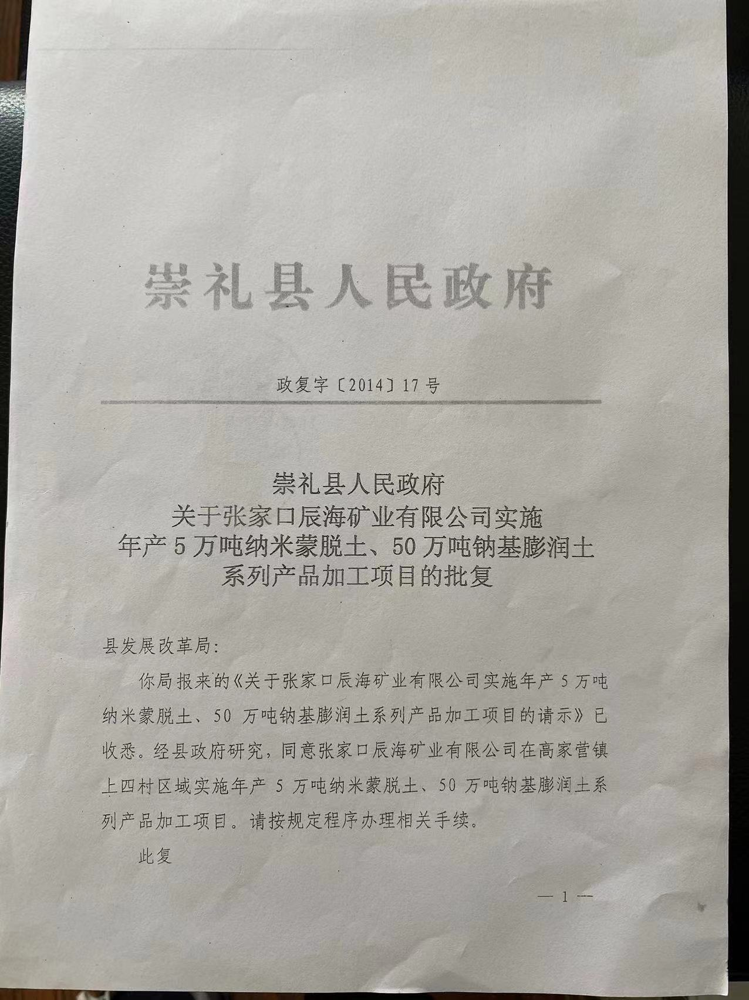 崇礼县人民政府
政复字〔2014〕17号
崇礼县人民政府
关于张家口辰海矿业有限公司实施
年产5万吨纳米蒙脱土、50万吨钠基膨润土
系列产品加工项目的批复
县发展改革局：
你局报来的《关于张家口辰海矿业有限公司实施年产5万吨
纳米蒙脱土、50 万吨钠基膨润土系列产品加工项目的请示》已
收悉。经县政府研究，同意张家口辰海矿业有限公司在高家营镇
上四村区域实施年产 5 万吨纳米蒙脱土、50 万吨钠基膨润土系
列产品加工项目。请按规定程序办理相关手续。
此复
— 1 —